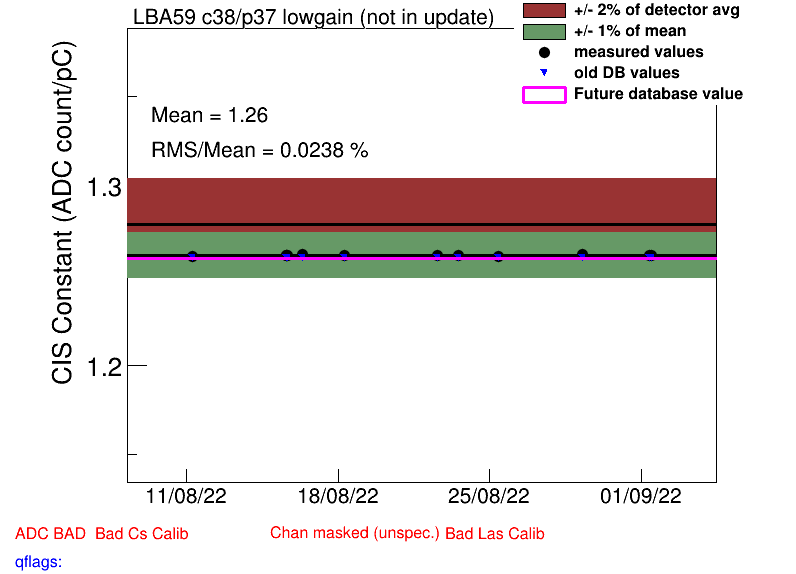 LBA59 c38/p37 lowgain (not in update)
+/- 2% of detector avg
+/- 1% of mean
measured values
old DB values
Future database value
Mean = 1.26
RMS/Mean = 0.0238 %
CIS Constant (ADC count/pC)
1.3
1.2
11/08/22 18/08/22 25/08/22 01/09/22
ADC BAD Bad Cs Calib Chan masked (unspec.) Bad Las Calib
qflags: